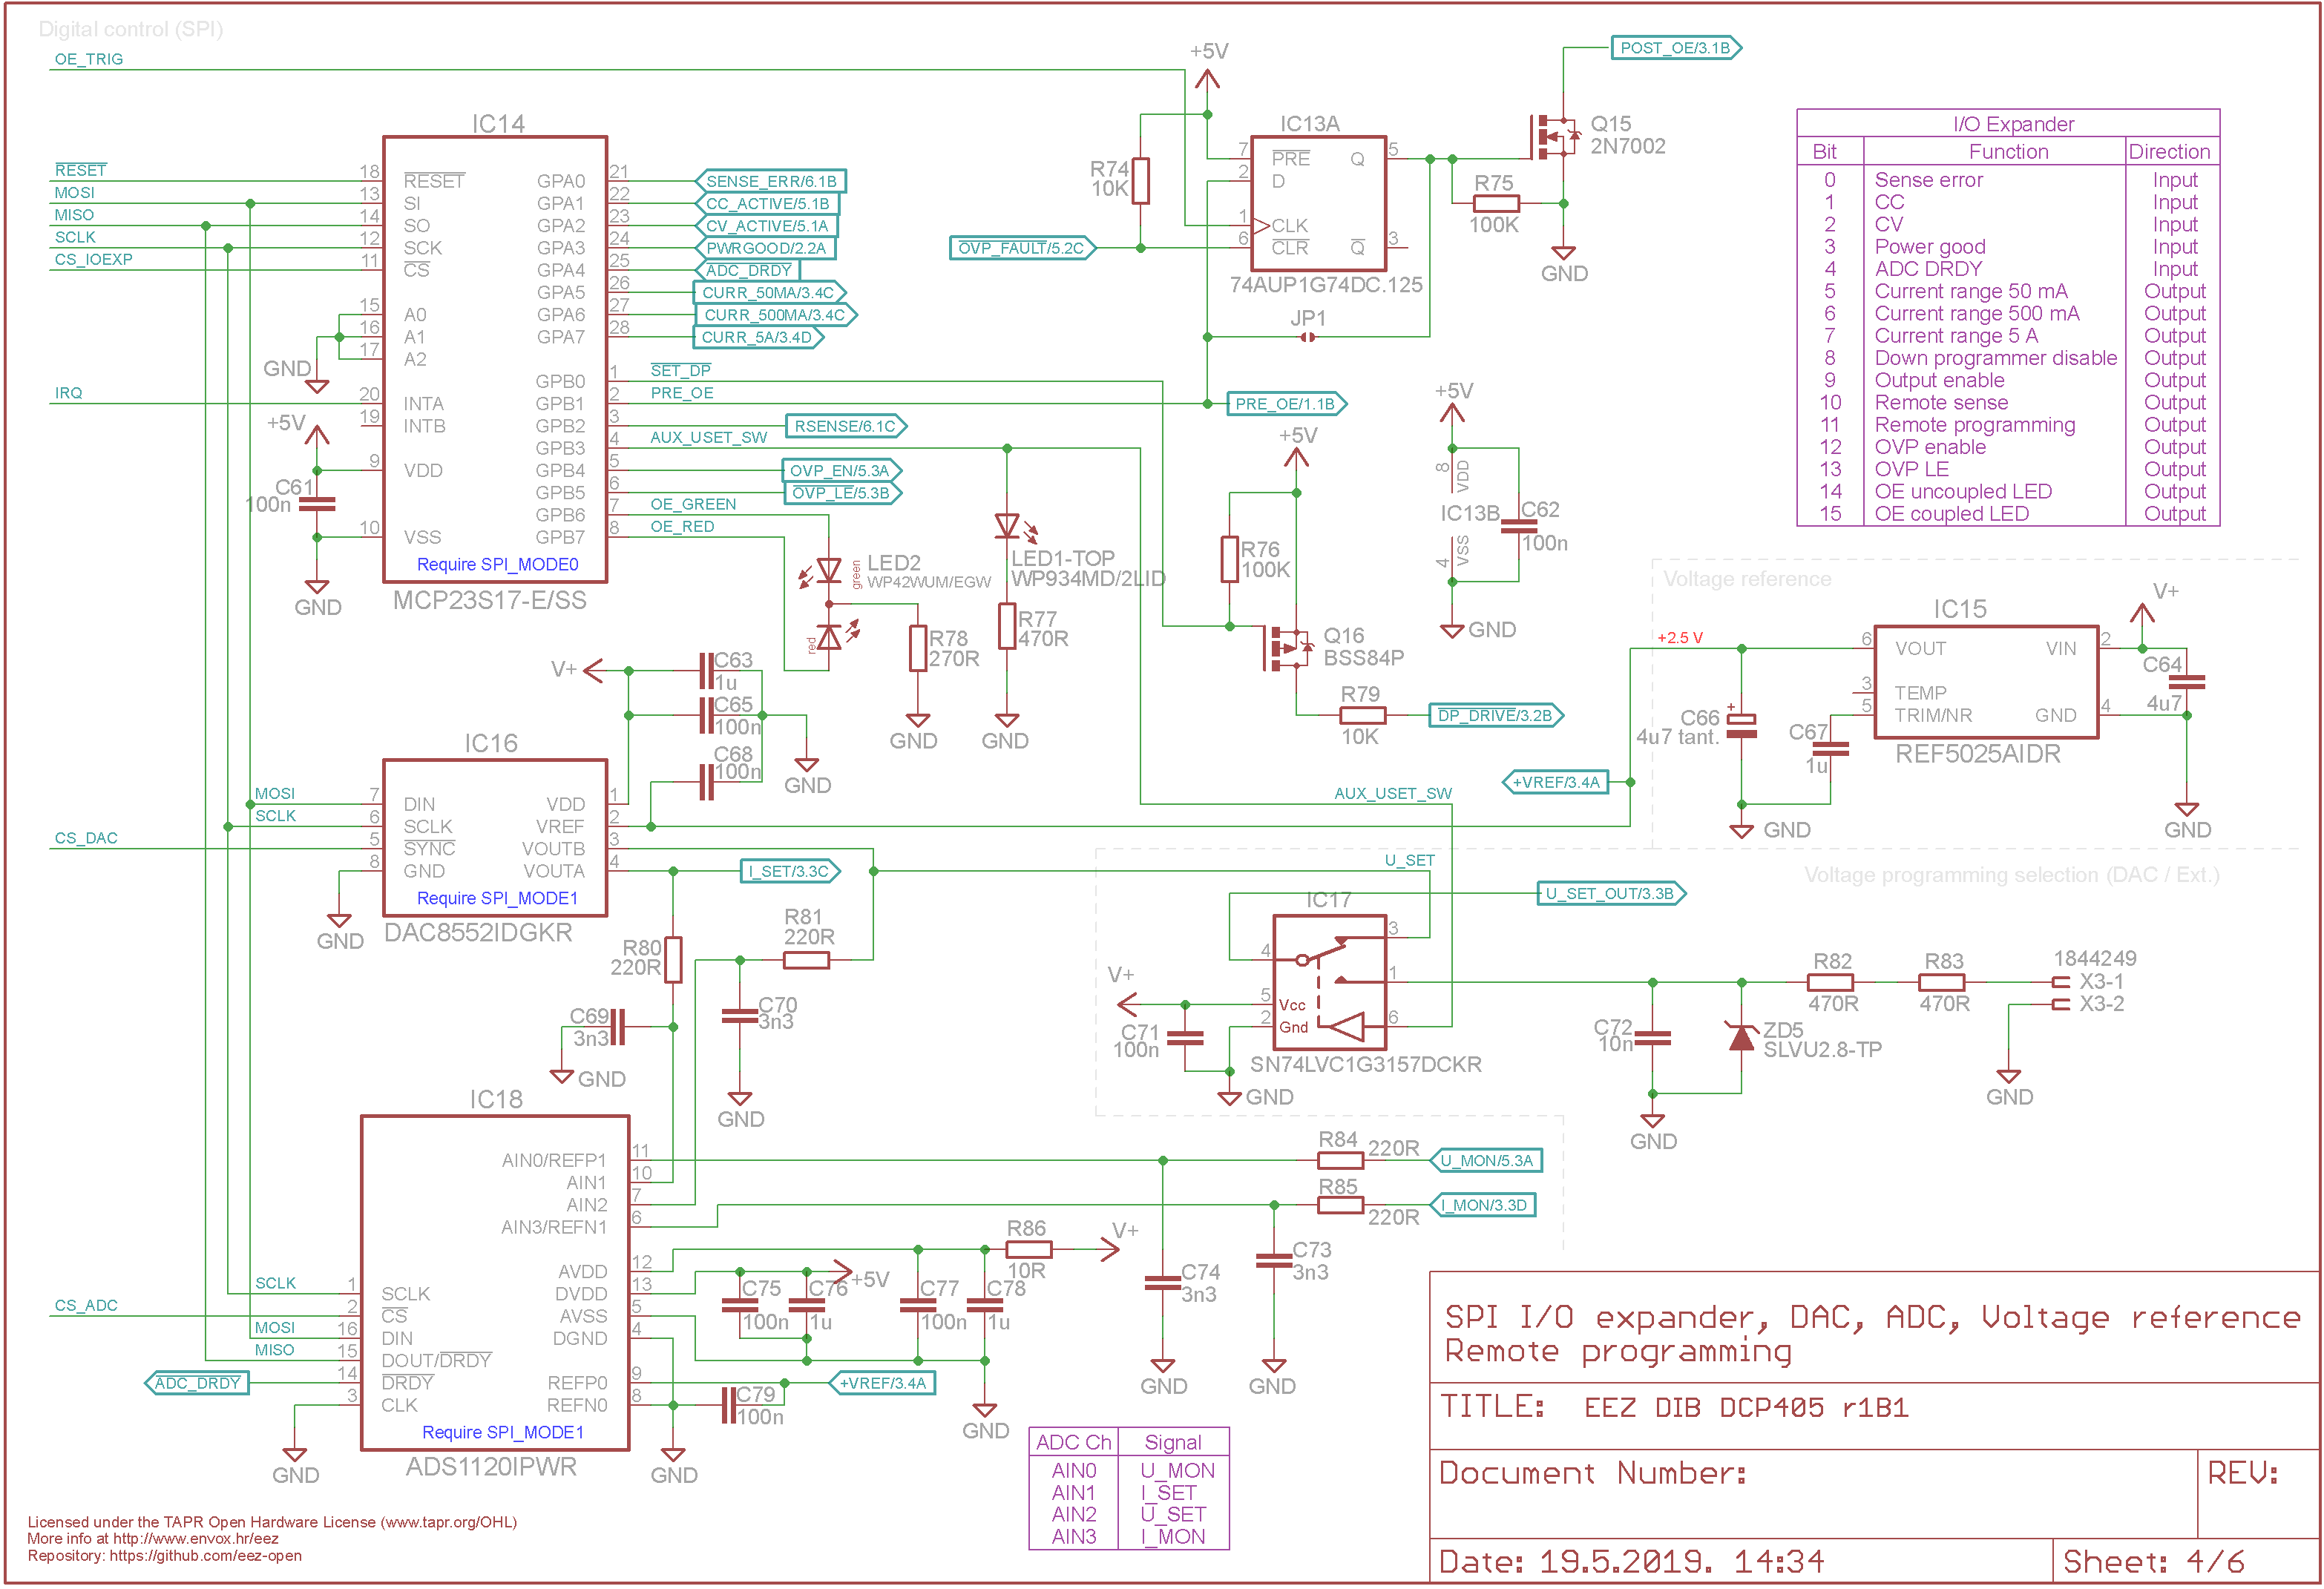 Digital control (SPI)
OE_TRIG
RESET
MOSI
MISO
SCLK
CS_IOEXP
IRQ
IC14
18 RESET GPA0 21 SENSE_ERR/6.1B
13 SI GPA1 22 CC_ACTIVE/5.1B
14 SO GPA2 23 CV_ACTIVE/5.1A
12 SCK GPA3 24 PWRGOOD/2.2A
11 CS GPA4 25 ADC_DRDY
GPA5 26 CURR_50MA/3.4C
15 A0 GPA6 27 CURR_500MA/3.4C
16 A1 GPA7 28 CURR_5A/3.4D
17 A2
GND
GPB0 1 SET_DP
20 INTA GPB1 2 PRE_OE
19 INTB GPB2 3 RSENSE/6.1C
GPB3 4 AUX_USET_SW
9 VDD GPB4 5 OVP_EN/5.3A
GPB5 6 OVP_LE/5.3B
GPB6 7 OE_GREEN
10 VSS GPB7 8 OE_RED
Require SPI_MODE0
MCP23S17-E/SS
+5V
C61
100n
GND
+5V
R74
10K
OVP_FAULT/5.2C
IC13A
7 PRE Q 5
2 D
1 CLK
6 CLR Q 3
74AUP1G74DC.125
JP1
PRE_OE/1.1B
POST_OE/3.1B
Q15
2N7002
R75
100K
GND
I/O Expander
Bit Function Direction
0 Sense error Input
1 CC Input
2 CV Input
3 Power good Input
4 ADC DRDY Input
5 Current range 50 mA Output
6 Current range 500 mA Output
7 Current range 5 A Output
8 Down programmer disable Output
9 Output enable Output
10 Remote sense Output
11 Remote programming Output
12 OVP enable Output
13 OVP LE Output
14 OE uncoupled LED Output
15 OE coupled LED Output
LED2
WP42WUM/EGW
green
red
R78
270R
GND
LED1-TOP
WP934MD/2LID
R77
470R
GND
+5V
R76
100K
Q16
BSS84P
R79
10K
DP_DRIVE/3.2B
+5V
8 VDD
IC13B
4 VSS
C62
100n
GND
Voltage reference
V+
IC15
+2.5 V
6 VOUT VIN 2
3 TEMP
5 TRIM/NR GND 4
REF5025AIDR
C64
4u7
C66
+
4u7 tant.
C67
1u
GND
GND
+VREF/3.4A
V+
C63
1u
C65
100n
C68
100n
GND
IC16
MOSI 7 DIN VDD 1
SCLK 6 SCLK VREF 2
CS_DAC 5 SYNC VOUTB 3
8 GND VOUTA 4
Require SPI_MODE1
DAC8552IDGKR
GND
I_SET/3.3C
R81
220R
R80
220R
C69
3n3
GND
C70
3n3
GND
AUX_USET_SW
U_SET
Voltage programming selection (DAC / Ext.)
U_SET_OUT/3.3B
IC17
4 3
1
5 Vcc
2 Gnd 6
SN74LVC1G3157DCKR
V+
C71
100n
GND
C72
10n
ZD5
SLVU2.8-TP
GND
R82
470R
R83
470R
1844249
X3-1
X3-2
GND
IC18
AIN0/REFP1 11
AIN1 10
AIN2 7
AIN3/REFN1 6
AVDD 12
SCLK 1 SCLK DVDD 13
CS_ADC 2 CS AVSS 5
MOSI 16 DIN DGND 4
MISO 15 DOUT/DRDY
ADC_DRDY 14 DRDY REFP0 9
3 CLK REFN0 8
Require SPI_MODE1
ADS1120IPWR
GND
GND
R84
220R
U_MON/5.3A
R85
220R
I_MON/3.3D
R86
10R
V+
+5V
C75
100n
C76
1u
C77
100n
C78
1u
C79
100n
+VREF/3.4A
GND
C74
3n3
GND
C73
3n3
GND
ADC Ch Signal
AIN0 U_MON
AIN1 I_SET
AIN2 U_SET
AIN3 I_MON
SPI I/O expander, DAC, ADC, Voltage reference
Remote programming
TITLE: EEZ DIB DCP405 r1B1
Document Number:
REV:
Date: 19.5.2019. 14:34
Sheet: 4/6
Licensed under the TAPR Open Hardware License (www.tapr.org/OHL)
More info at http://www.envox.hr/eez
Repository: https://github.com/eez-open